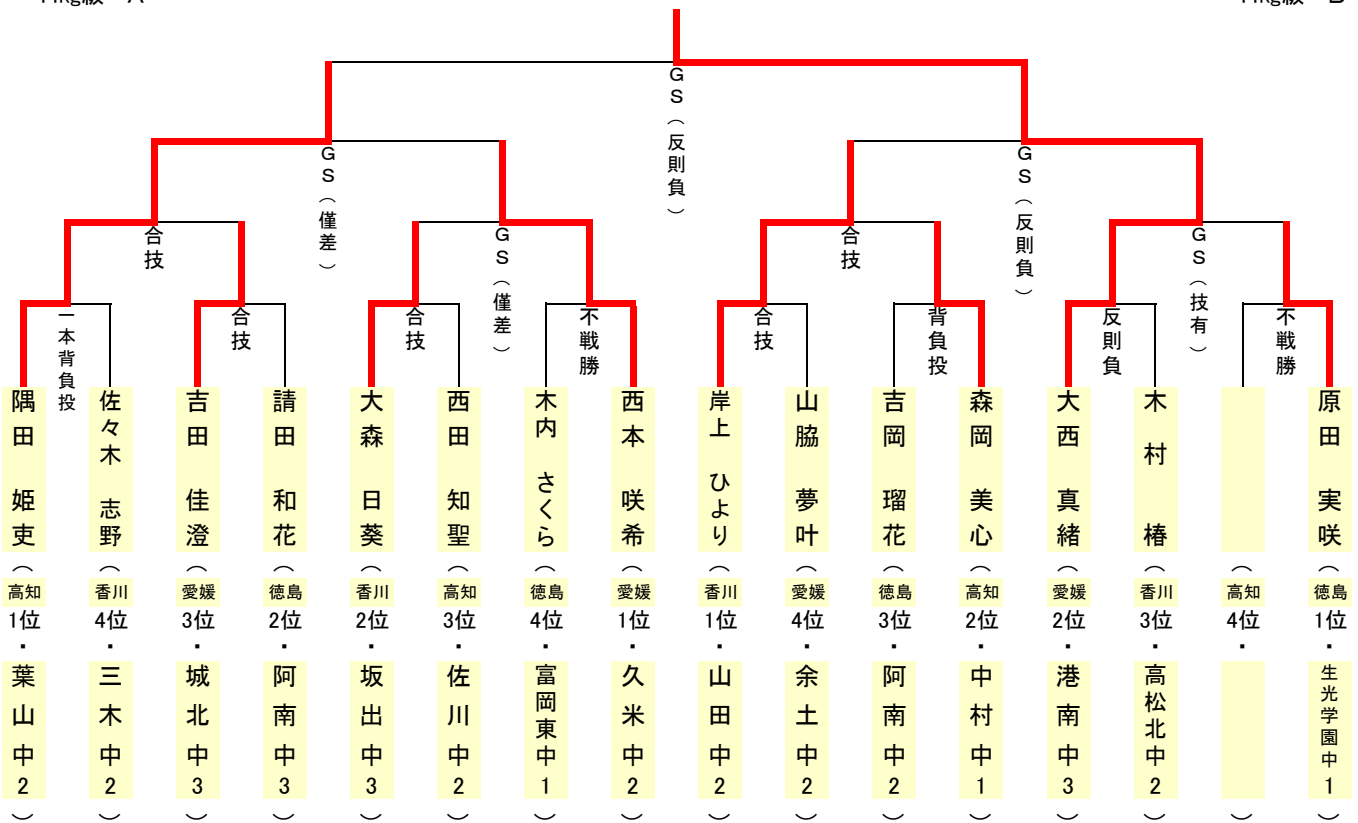 GS（反則負）
GS（僅差）
GS（反則負）
合技
GS（僅差）
合技
GS（技有）
一本背負投
合技
合技
不戦勝
合技
背負投
反則負
不戦勝
隅田 姫吏（高知1位・葉山中2）
佐々木 志野（香川4位・三木中2）
吉田 佳澄（愛媛3位・城北中3）
請田 和花（徳島2位・阿南中3）
大森 日葵（香川2位・坂出中3）
西田 知聖（高知3位・佐川中2）
木内 さくら（徳島4位・富岡東中1）
西本 咲希（愛媛1位・久米中2）
岸上 ひより（香川1位・山田中2）
山脇 夢叶（愛媛4位・余土中2）
吉岡 瑠花（徳島3位・阿南中2）
森岡 美心（高知2位・中村中1）
大西 真緒（愛媛2位・港南中3）
木村 椿（香川3位・高松北中2）
（高知4位・）
原田 実咲（徳島1位・生光学園中1）